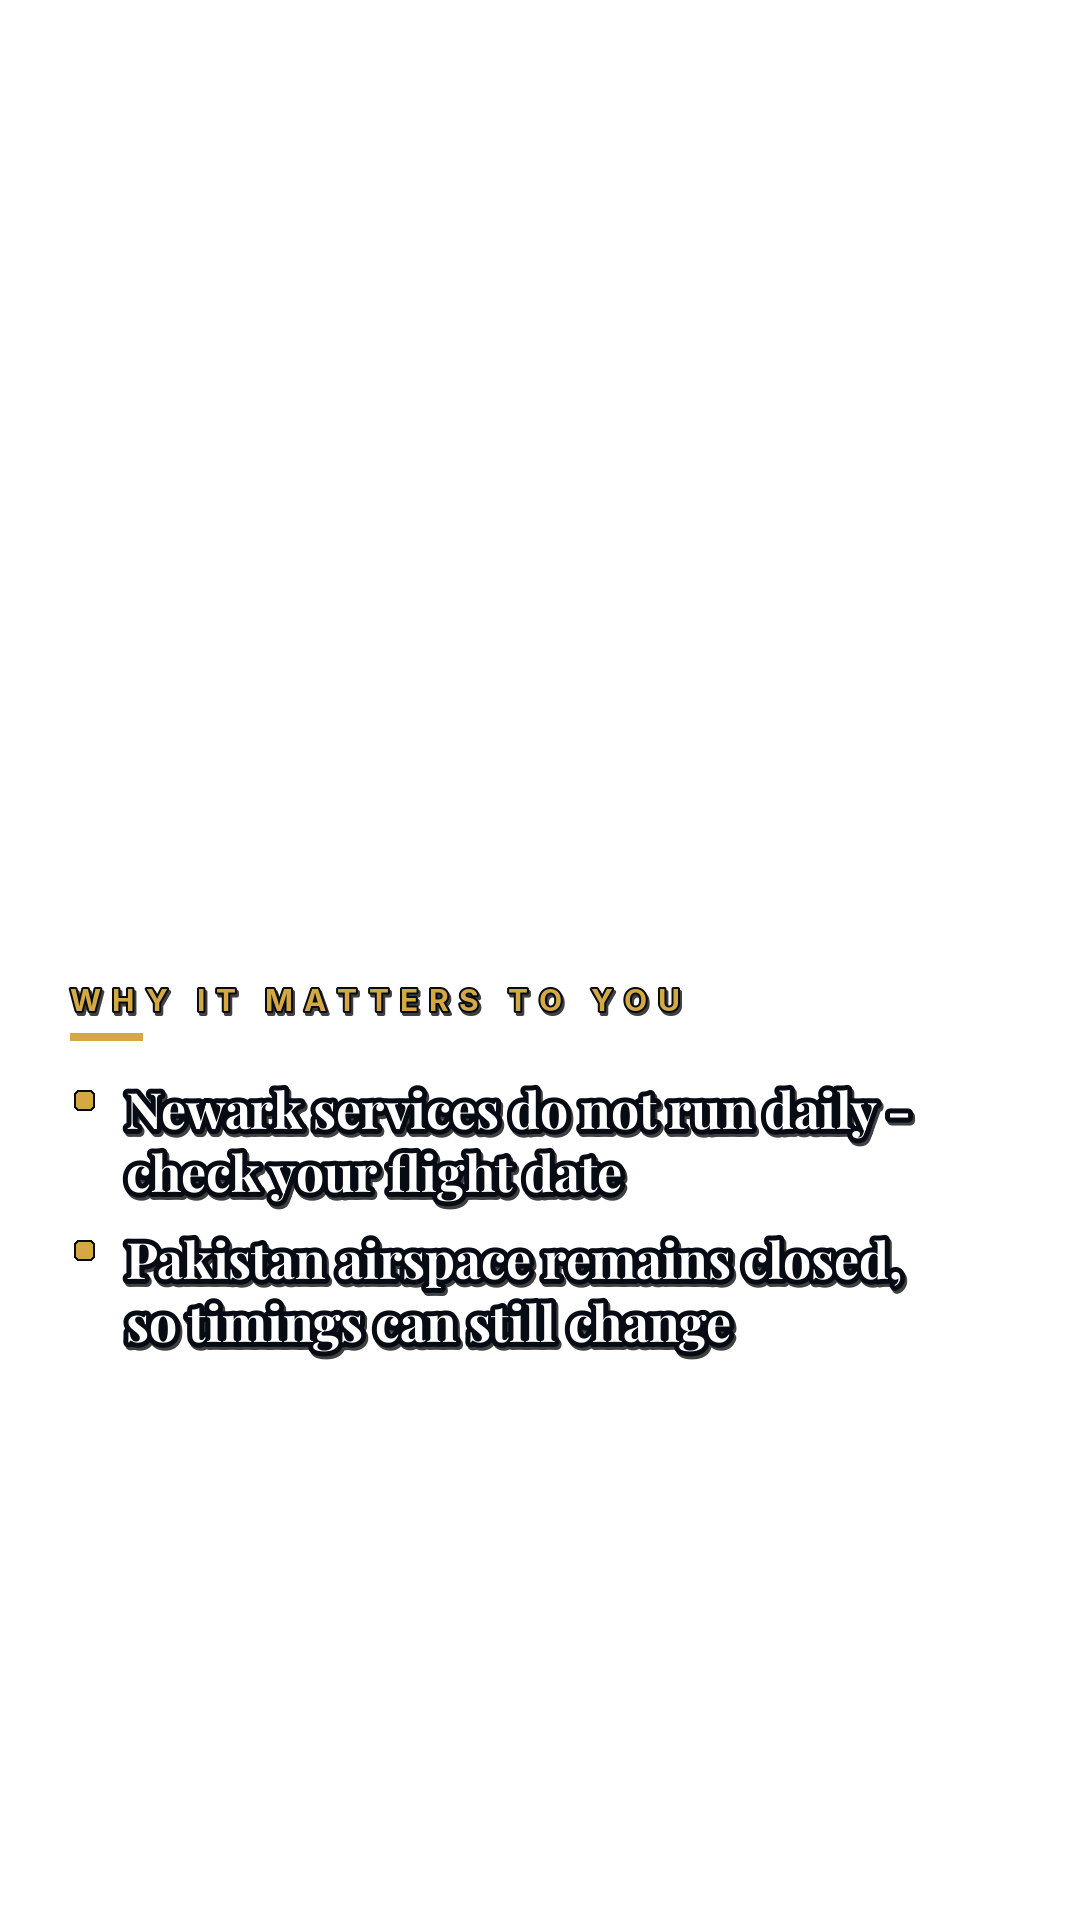 WHY IT MATTERS TO YOU
Newark services do not run daily -
check your flight date
Pakistan airspace remains closed,
so timings can still change